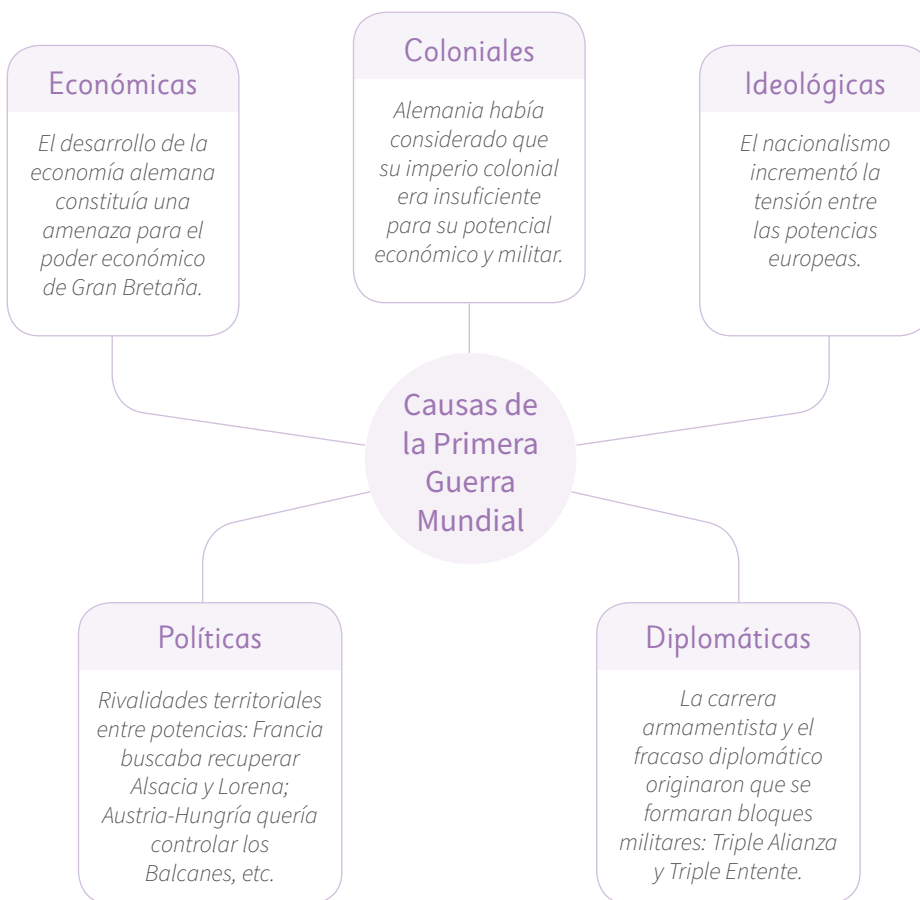 Económicas
El desarrollo de la
economía alemana
constituía una
amenaza para el
poder económico
de Gran Bretaña.
Coloniales
Alemania había
considerado que
su imperio colonial
era insuficiente
para su potencial
económico y militar.
Ideológicas
El nacionalismo
incrementó la
tensión entre
las potencias
europeas.
Causas de
la Primera
Guerra
Mundial
Políticas
Rivalidades territoriales
entre potencias: Francia
buscaba recuperar
Alsacia y Lorena;
Austria-Hungría quería
controlar los
Balcanes, etc.
Diplomáticas
La carrera
armamentista y el
fracaso diplomático
originaron que se
formaran bloques
militares: Triple Alianza
y Triple Entente.